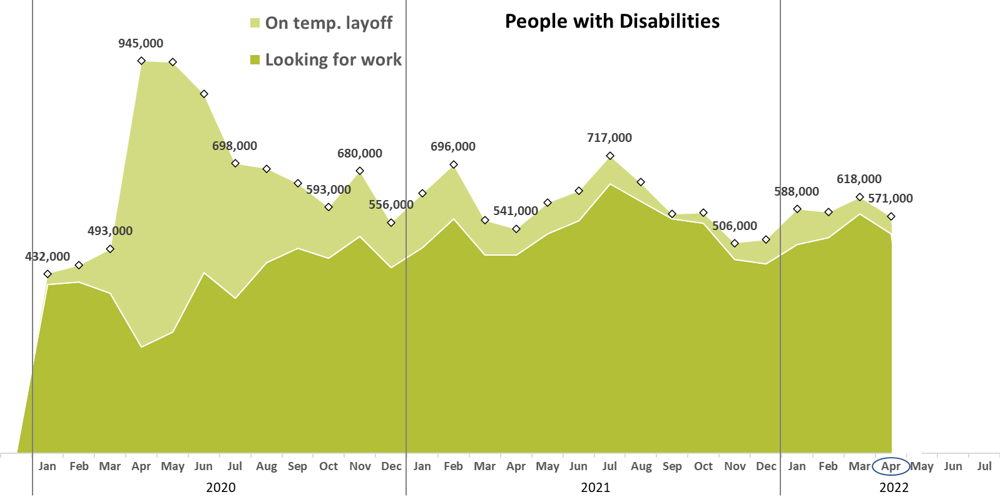 People with Disabilities
On temp. layoff
Looking for work
945,000
432,000
493,000
698,000
593,000
680,000
556,000
696,000
541,000
717,000
506,000
588,000
618,000
571,000
Jan Feb Mar Apr May Jun Jul Aug Sep Oct Nov Dec Jan Feb Mar Apr May Jun Jul Aug Sep Oct Nov Dec Jan Feb Mar Apr May Jun Jul
2020 2021 2022